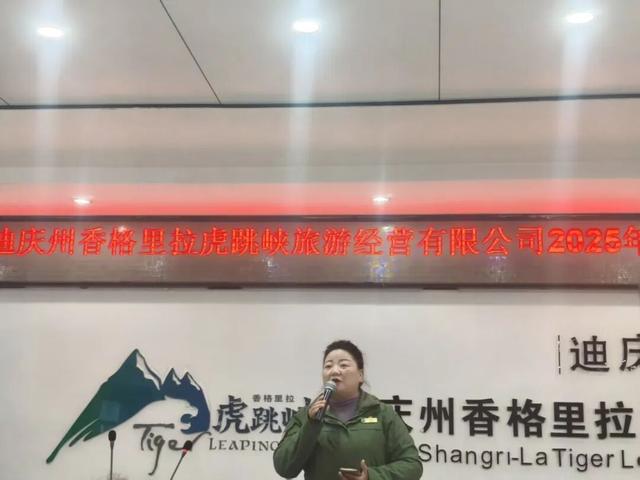 迪庆州香格里拉虎跳峡旅游经营有限公司2025年
迪庆
香格里拉
虎跳峡
Tiger
LEAPING
庆州香格里拉
Shangri-La Tiger Le